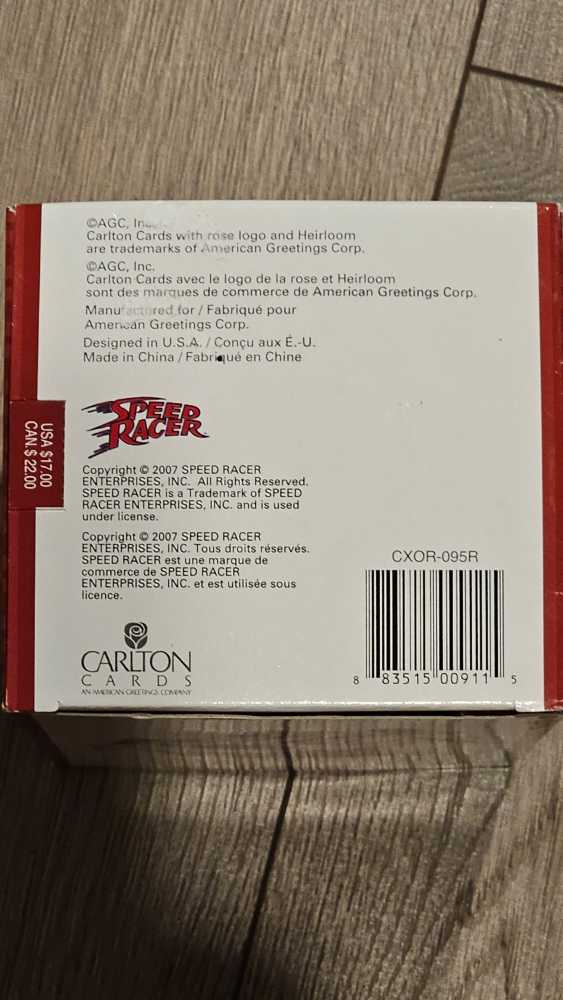 ©AGC, Inc.
Carlton Cards with rose logo and Heirloom
are trademarks of American Greetings Corp.
©AGC, Inc.
Carlton Cards avec le logo de la rose et Heirloom
sont des marques de commerce de American Greetings Corp.
Manufactured for / Fabriqué pour
American Greetings Corp.
Designed in U.S.A. / Conçu aux É.-U.
Made in China / Fabriqué en Chine
USA $17.00
CAN.$ 22.00
SPEED
RACER
Copyright © 2007 SPEED RACER
ENTERPRISES, INC. All Rights Reserved.
SPEED RACER is a Trademark of SPEED
RACER ENTERPRISES, INC. and is used
under license.
Copyright © 2007 SPEED RACER
ENTERPRISES, INC. Tous droits réservés.
SPEED RACER est une marque de
commerce de SPEED RACER
ENTERPRISES, INC. et est utilisée sous
licence.
CARLTON
CARDS
AN AMERICAN GREETINGS COMPANY
CXOR-095R
8 83515 00911 5